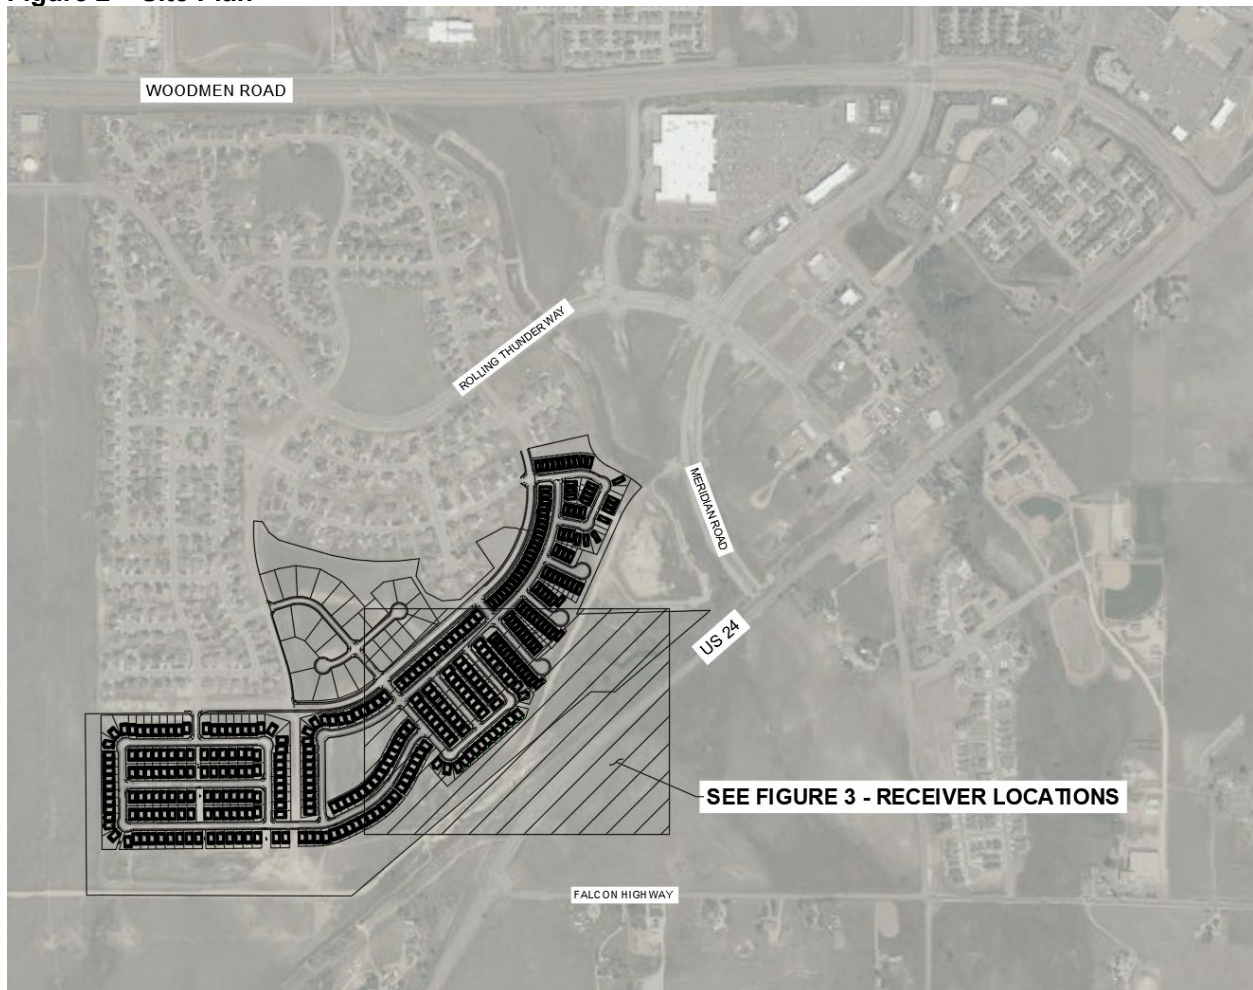 Figure 2 – Site Plan
WOODMEN ROAD
ROLLING THUNDER WAY
MERIDIAN ROAD
US 24
SEE FIGURE 3 - RECEIVER LOCATIONS
FALCON HIGHWAY